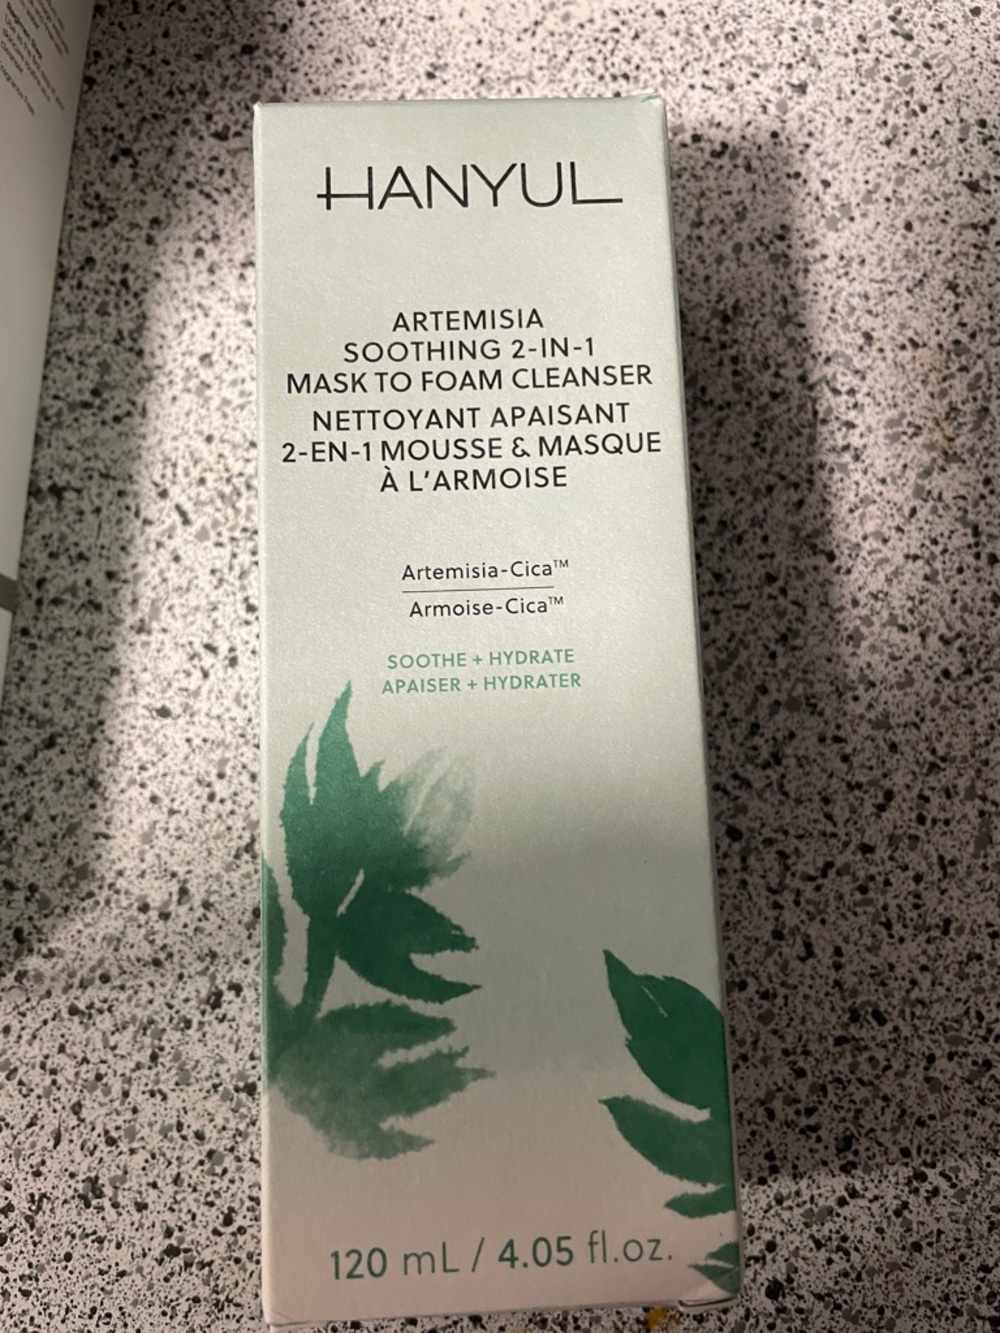 HANYUL
ARTEMISIA
SOOTHING 2-IN-1
MASK TO FOAM CLEANSER
NETTOYANT APAISANT
2-EN-1 MOUSSE & MASQUE
À L'ARMOISE
Artemisia-Cica™
Armoise-Cica™
SOOTHE + HYDRATE
APAISER + HYDRATER
120 mL / 4.05 fl.oz.